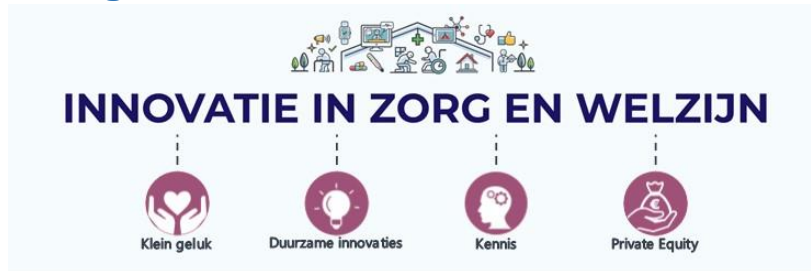 INNOVATIE IN ZORG EN WELZIJN
Klein geluk
Duurzame innovaties
Kennis
Private Equity